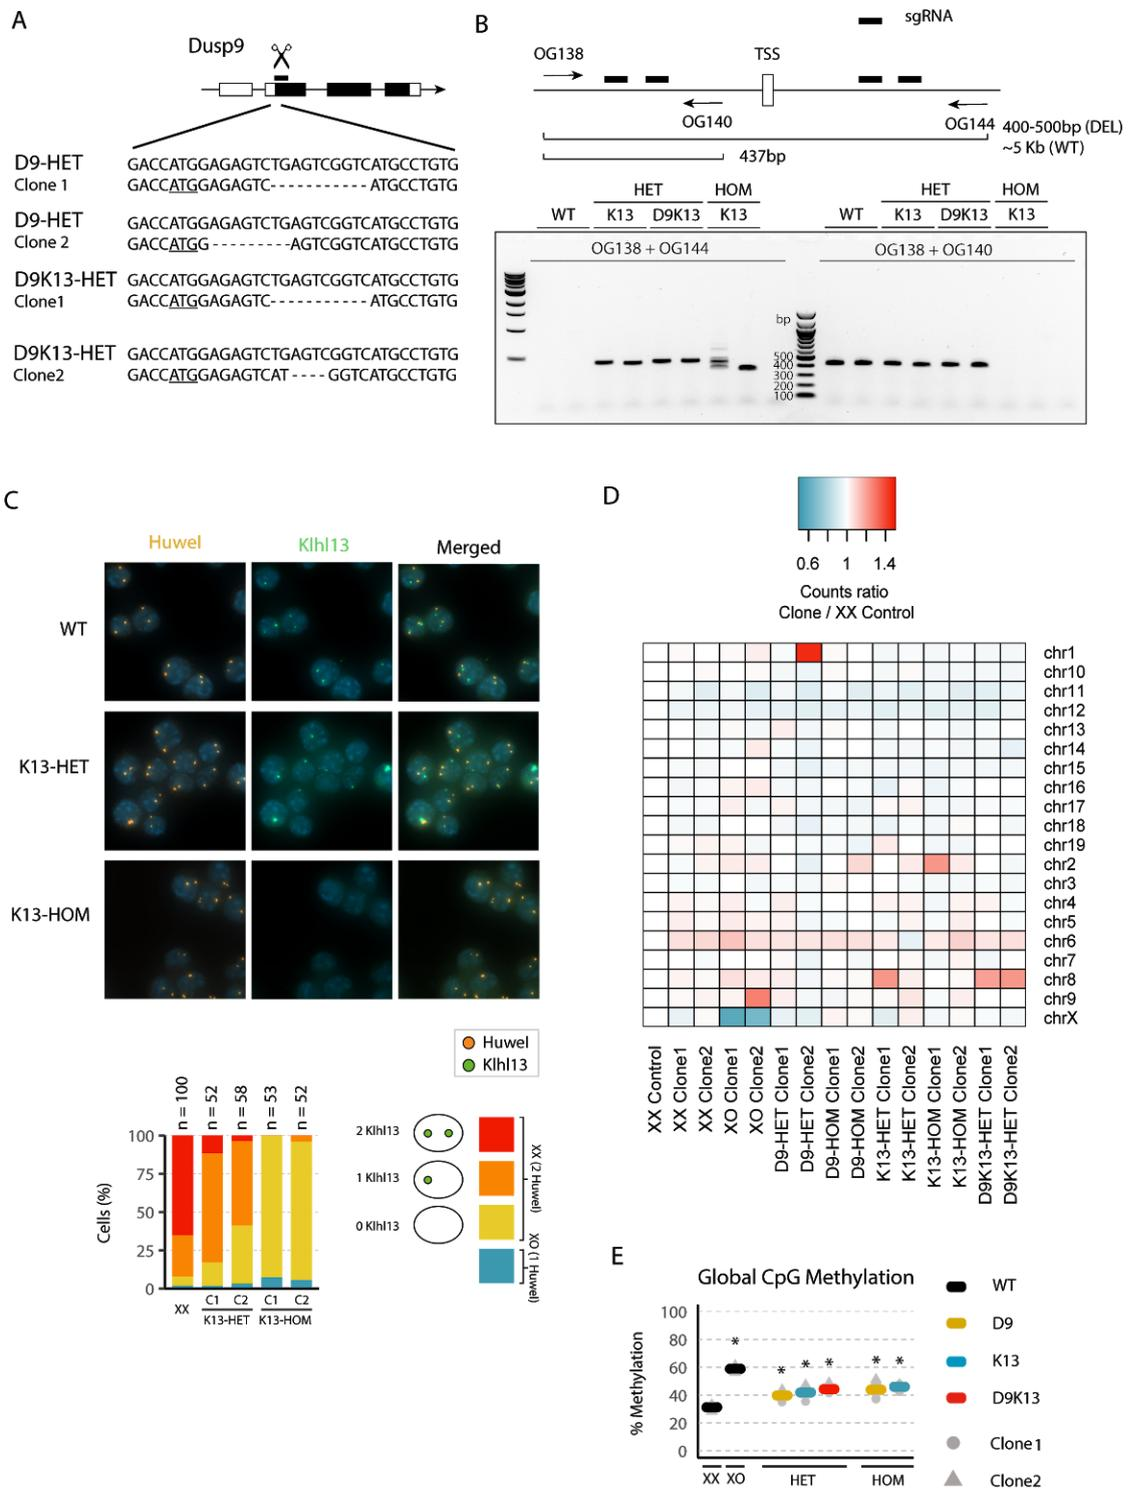 A
Dusp9
D9-HET
GACCATGGAGAGTCTGAGTCGGTCATGCCTGTG
Clone 1
GACCATGGAGAGTC----------ATGCCTGTG
D9-HET
GACCATGGAGAGTCTGAGTCGGTCATGCCTGTG
Clone 2
GACCATGG--------AGTCGGTCATGCCTGTG
D9K13-HET
GACCATGGAGAGTCTGAGTCGGTCATGCCTGTG
Clone1
GACCATGGAGAGTC----------ATGCCTGTG
D9K13-HET
GACCATGGAGAGTCTGAGTCGGTCATGCCTGTG
Clone2
GACCATGGAGAGTCAT----GGTCATGCCTGTG
B
sgRNA
OG138
TSS
OG140
OG144
400-500bp (DEL)
~5 Kb (WT)
437bp
HET HOM HET HOM
WT K13 D9K13 K13 WT K13 D9K13 K13
OG138 + OG144
OG138 + OG140
bp
500
400
300
200
100
C
Huwel Klhl13 Merged
WT
K13-HET
K13-HOM
Huwel
Klhl13
n = 100
n = 52
n = 58
n = 53
n = 52
Cells (%)
100
75
50
25
0
XX
C1 C2 C1 C2
K13-HET K13-HOM
2 Klhl13
1 Klhl13
0 Klhl13
XX (2 Huwel)
XO (1 Huwel)
D
0.6 1 1.4
Counts ratio
Clone / XX Control
chr1
chr10
chr11
chr12
chr13
chr14
chr15
chr16
chr17
chr18
chr19
chr2
chr3
chr4
chr5
chr6
chr7
chr8
chr9
chrX
XX Control
XX Clone1
XX Clone2
XO Clone1
XO Clone2
D9-HET Clone1
D9-HET Clone2
D9-HOM Clone1
D9-HOM Clone2
K13-HET Clone1
K13-HET Clone2
K13-HOM Clone1
K13-HOM Clone2
D9K13-HET Clone1
D9K13-HET Clone2
E
Global CpG Methylation
% Methylation
100
80
60
40
20
0
* * * * * *
XX XO HET HOM
WT
D9
K13
D9K13
Clone1
Clone2